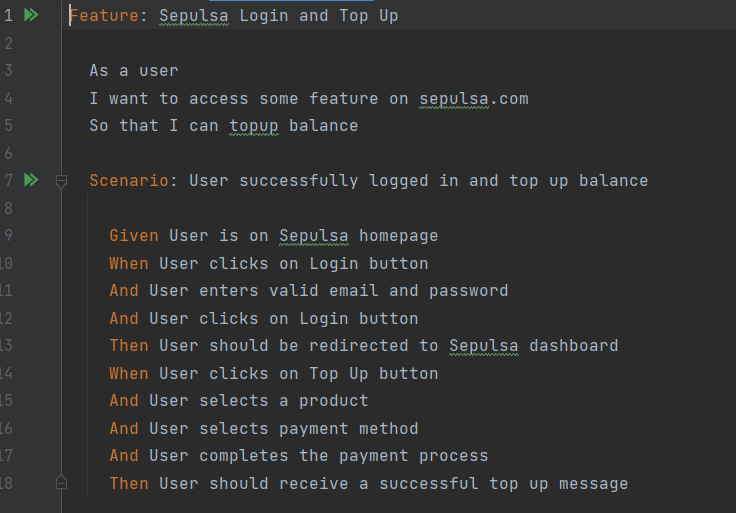 1 Feature: Sepulsa Login and Top Up
2
3 As a user
4 I want to access some feature on sepulsa.com
5 So that I can topup balance
6
7 Scenario: User successfully logged in and top up balance
8
9 Given User is on Sepulsa homepage
10 When User clicks on Login button
11 And User enters valid email and password
12 And User clicks on Login button
13 Then User should be redirected to Sepulsa dashboard
14 When User clicks on Top Up button
15 And User selects a product
16 And User selects payment method
17 And User completes the payment process
18 Then User should receive a successful top up message